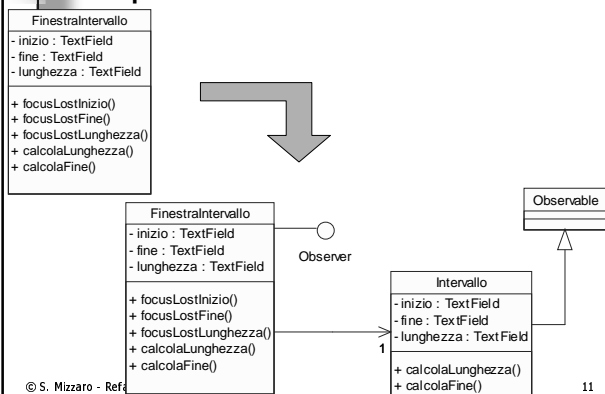 FinestraIntervallo
- inizio : TextField
- fine : TextField
- lunghezza : TextField
+ focusLostInizio()
+ focusLostFine()
+ focusLostLunghezza()
+ calcolaLunghezza()
+ calcolaFine()
Observable
FinestraIntervallo
- inizio : TextField
- fine : TextField
- lunghezza : TextField
+ focusLostInizio()
+ focusLostFine()
+ focusLostLunghezza()
+ calcolaLunghezza()
+ calcolaFine()
Observer
1
Intervallo
- inizio : TextField
- fine : TextField
- lunghezza : TextField
+ calcolaLunghezza()
+ calcolaFine()
© S. Mizzaro -
11